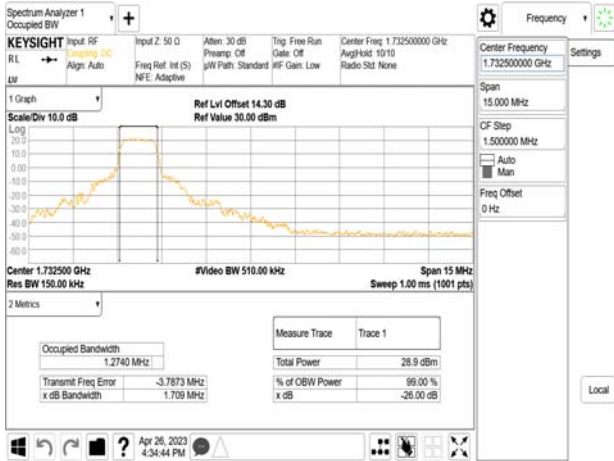 Spectrum Analyzer 1
Occupied BW
KEYSIGHT
RL
Input: RF
Coupling: DC
Align: Auto
Input Z: 50 Ω
Freq Ref: Int (S)
NFE: Adaptive
Atten: 30 dB
Preamp: Off
µW Path: Standard
Trig: Free Run
Gate: Off
#IF Gain: Low
Center Freq: 1.732500000 GHz
Avg|Hold: 10/10
Radio Std: None
1 Graph
Scale/Div 10.0 dB
Ref Lvl Offset 14.30 dB
Ref Value 30.00 dBm
Log
20.0
10.0
0.00
-10.0
-20.0
-30.0
-40.0
-50.0
-60.0
Center 1.732500 GHz
#Video BW 510.00 kHz
Span 15 MHz
Res BW 150.00 kHz
Sweep 1.00 ms (1001 pts)
2 Metrics
Occupied Bandwidth
1.2740 MHz
Transmit Freq Error -3.7873 MHz
x dB Bandwidth 1.709 MHz
Measure Trace Trace 1
Total Power 28.9 dBm
% of OBW Power 99.00 %
x dB -26.00 dB
Apr 26, 2023
4:34:44 PM
Frequency
Center Frequency
1.732500000 GHz
Span
15.000 MHz
CF Step
1.500000 MHz
Auto
Man
Freq Offset
0 Hz
Settings
Local